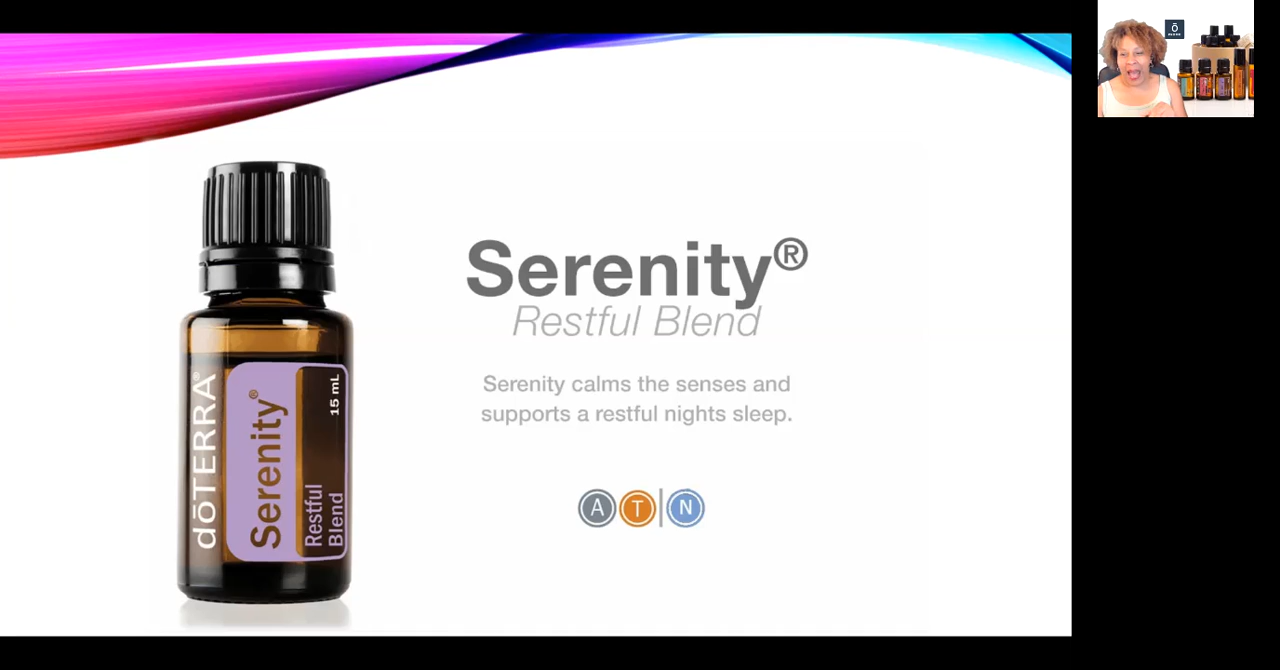 Serenity®
Restful Blend
Serenity calms the senses and
supports a restful nights sleep.
A T | N
dōTERRA®
Serenity®
Restful
Blend
15 mL
ō